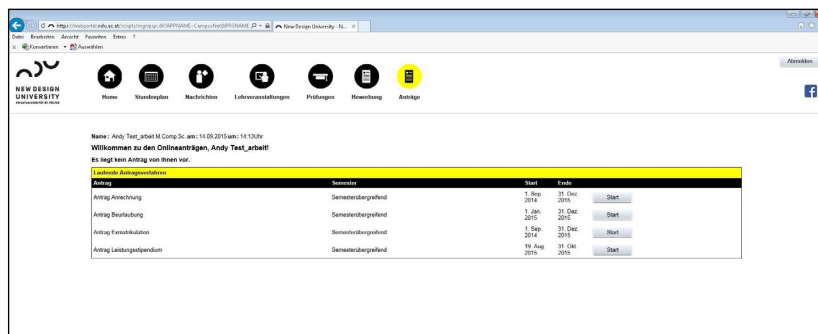 New Design University - N...
Datei Bearbeiten Ansicht Favoriten Extras ?
x Konvertieren Auswählen
Abmelden
NEW DESIGN
UNIVERSITY
Home Stundenplan Nachrichten Lehrveranstaltungen Prüfungen Bewerbung Anträge
Name: Andy Test_arbeit M.Comp.Sc. am: 14.09.2015 um: 14:13Uhr
Willkommen zu den Onlineanträgen, Andy Test_arbeit!
Es liegt kein Antrag von Ihnen vor.
Laufende Antragsverfahren
Antrag Semester Start Ende
Antrag Anrechnung Semesterübergreifend 1. Sep. 2014 31. Dez. 2015 Start
Antrag Beurlaubung Semesterübergreifend 1. Jan. 2015 31. Dez. 2015 Start
Antrag Exmatrikulation Semesterübergreifend 1. Sep. 2014 31. Dez. 2015 Start
Antrag Leistungsstipendium Semesterübergreifend 19. Aug. 2015 31. Okt. 2015 Start